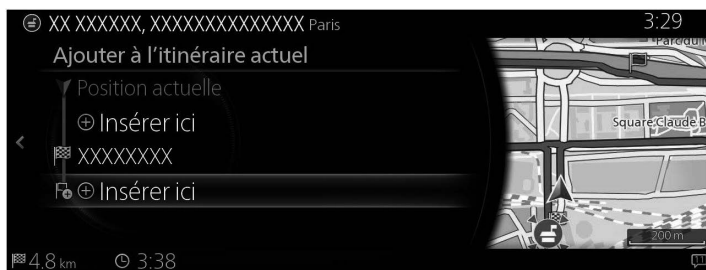 XX XXXXXX, XXXXXXXXXXXXXX Paris
3:29
Ajouter à l'itinéraire actuel
Position actuelle
Insérer ici
XXXXXXXX
Insérer ici
Square Claude B
200 m
4.8 km
3:38